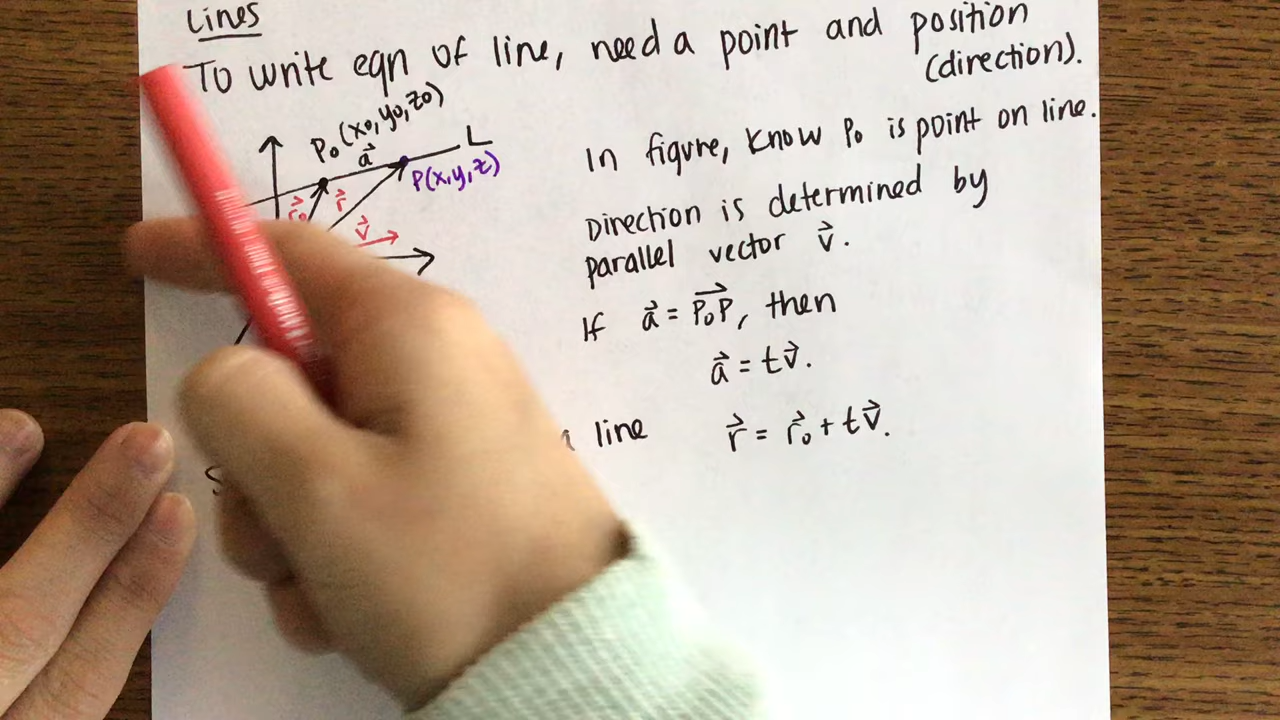 Lines
To write eqn of line, need a point and position
(direction).
P₀(x₀,y₀,z₀)
L
a⃗
P(x,y,z)
r⃗₀
r⃗
v⃗
In figure, know P₀ is point on line.
Direction is determined by
parallel vector v⃗.
If a⃗ = P₀P⃗, then
a⃗ = tv⃗.
line r⃗ = r⃗₀ + tv⃗.